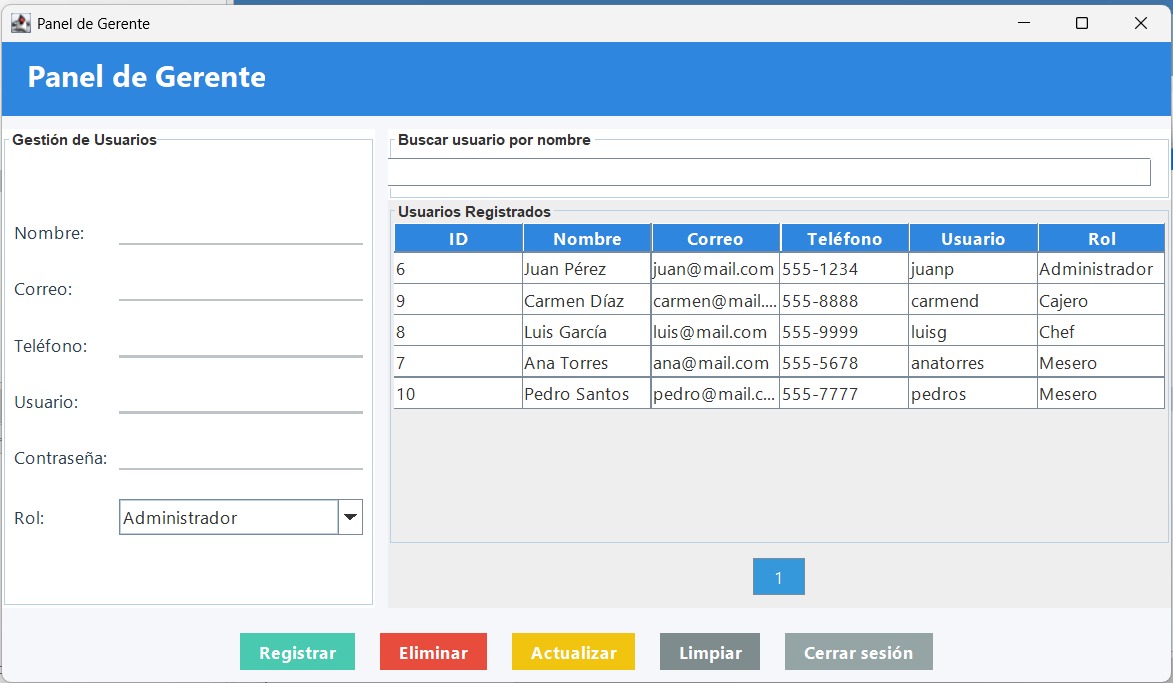 Panel de Gerente
Panel de Gerente
Gestión de Usuarios
Nombre:
Correo:
Teléfono:
Usuario:
Contraseña:
Rol: Administrador
Buscar usuario por nombre
Usuarios Registrados
ID Nombre Correo Teléfono Usuario Rol
6 Juan Pérez juan@mail.com 555-1234 juanp Administrador
9 Carmen Díaz carmen@mail.... 555-8888 carmend Cajero
8 Luis García luis@mail.com 555-9999 luisg Chef
7 Ana Torres ana@mail.com 555-5678 anatorres Mesero
10 Pedro Santos pedro@mail.c... 555-7777 pedros Mesero
1
Registrar Eliminar Actualizar Limpiar Cerrar sesión